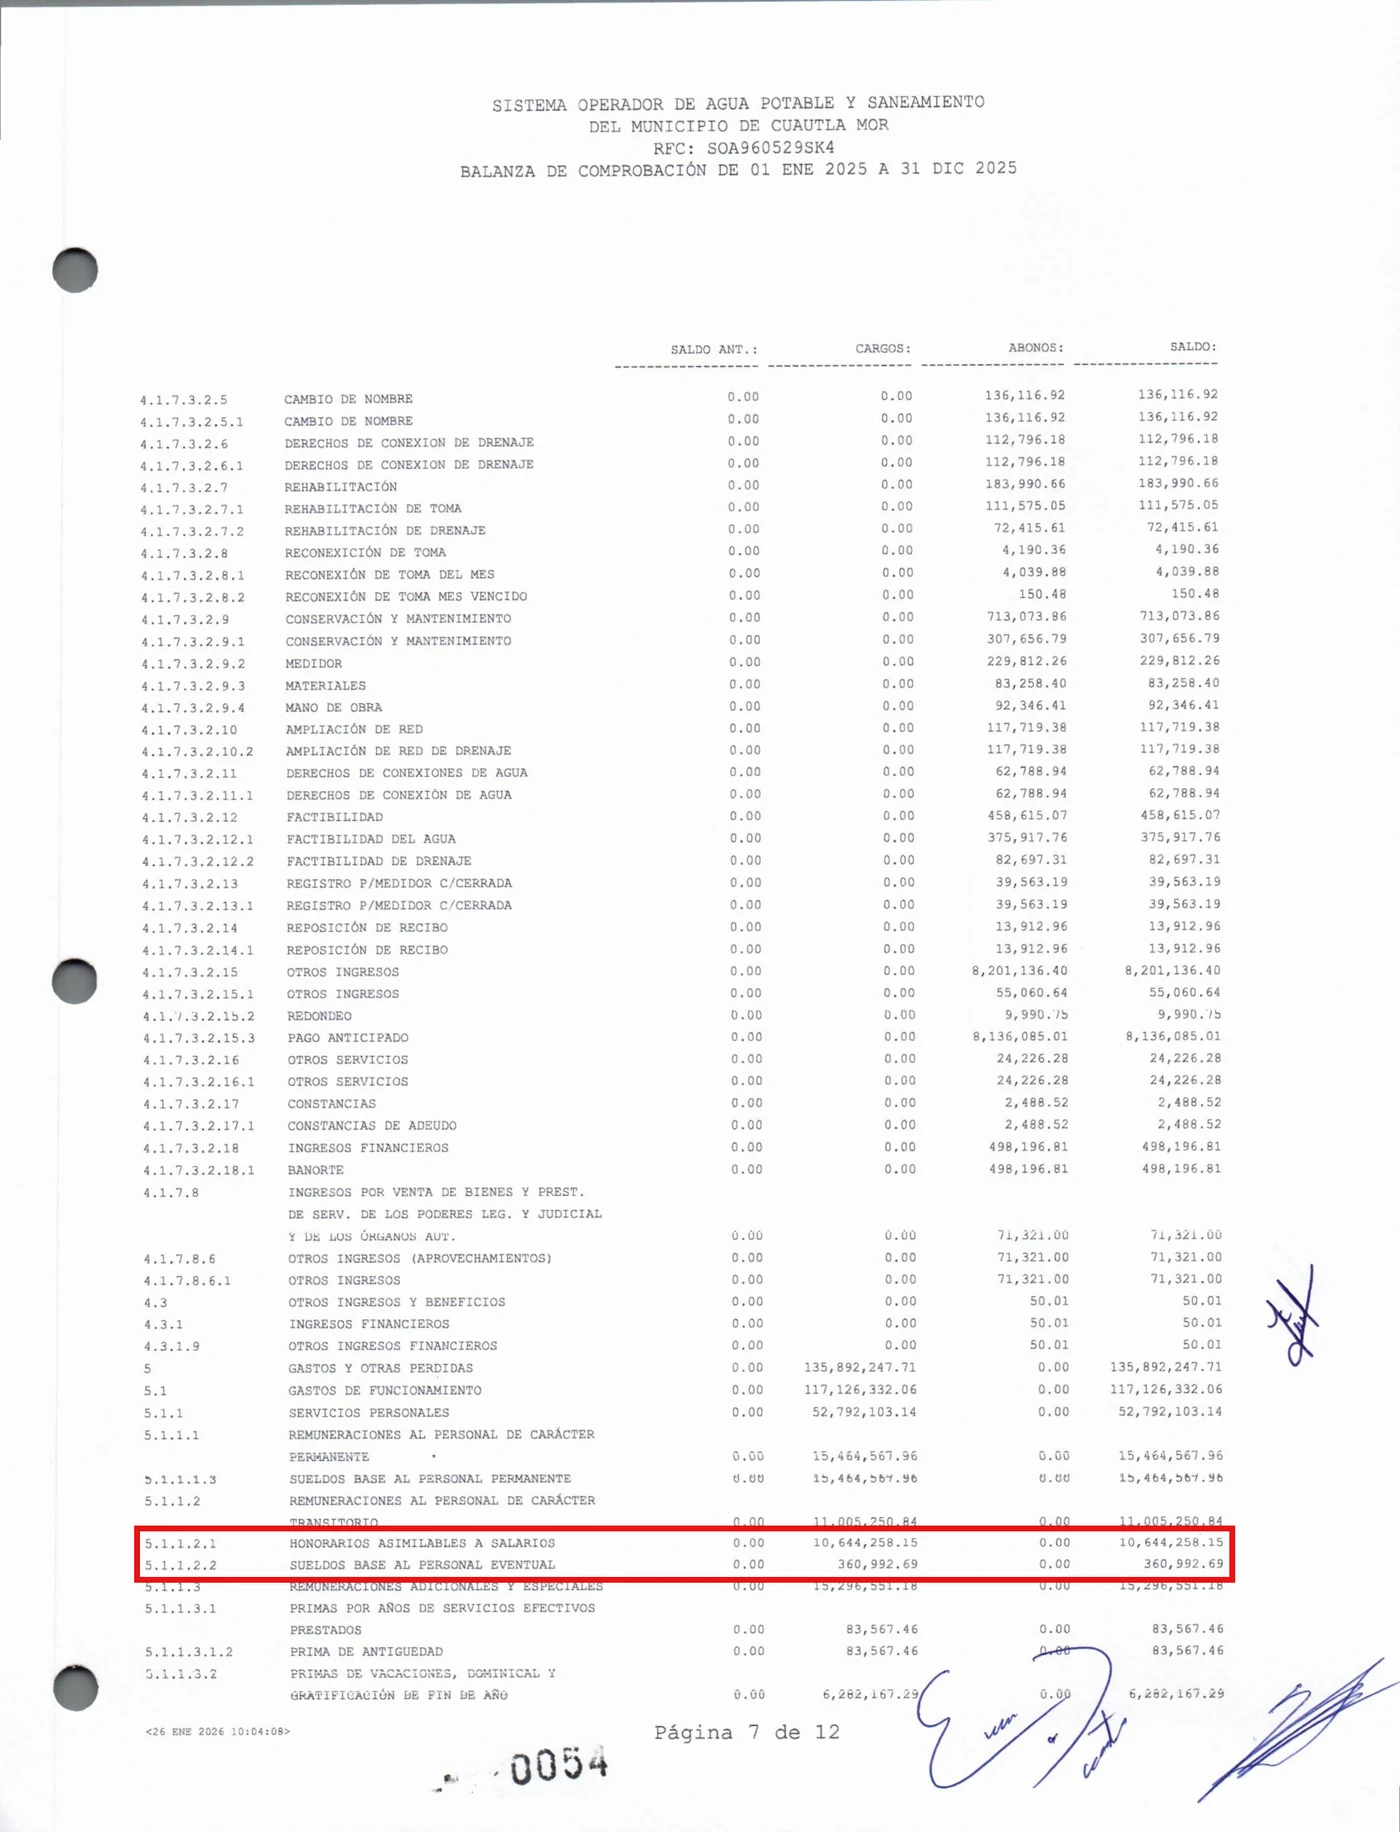 SISTEMA OPERADOR DE AGUA POTABLE Y SANEAMIENTO
DEL MUNICIPIO DE CUAUTLA MOR
RFC: SOA960529SK4
BALANZA DE COMPROBACIÓN DE 01 ENE 2025 A 31 DIC 2025
SALDO ANT.: CARGOS: ABONOS: SALDO:
4.1.7.3.2.5 CAMBIO DE NOMBRE 0.00 0.00 136,116.92 136,116.92
4.1.7.3.2.5.1 CAMBIO DE NOMBRE 0.00 0.00 136,116.92 136,116.92
4.1.7.3.2.6 DERECHOS DE CONEXION DE DRENAJE 0.00 0.00 112,796.18 112,796.18
4.1.7.3.2.6.1 DERECHOS DE CONEXION DE DRENAJE 0.00 0.00 112,796.18 112,796.18
4.1.7.3.2.7 REHABILITACIÓN 0.00 0.00 183,990.66 183,990.66
4.1.7.3.2.7.1 REHABILITACIÓN DE TOMA 0.00 0.00 111,575.05 111,575.05
4.1.7.3.2.7.2 REHABILITACIÓN DE DRENAJE 0.00 0.00 72,415.61 72,415.61
4.1.7.3.2.8 RECONEXICIÓN DE TOMA 0.00 0.00 4,190.36 4,190.36
4.1.7.3.2.8.1 RECONEXIÓN DE TOMA DEL MES 0.00 0.00 4,039.88 4,039.88
4.1.7.3.2.8.2 RECONEXIÓN DE TOMA MES VENCIDO 0.00 0.00 150.48 150.48
4.1.7.3.2.9 CONSERVACIÓN Y MANTENIMIENTO 0.00 0.00 713,073.86 713,073.86
4.1.7.3.2.9.1 CONSERVACIÓN Y MANTENIMIENTO 0.00 0.00 307,656.79 307,656.79
4.1.7.3.2.9.2 MEDIDOR 0.00 0.00 229,812.26 229,812.26
4.1.7.3.2.9.3 MATERIALES 0.00 0.00 83,258.40 83,258.40
4.1.7.3.2.9.4 MANO DE OBRA 0.00 0.00 92,346.41 92,346.41
4.1.7.3.2.10 AMPLIACIÓN DE RED 0.00 0.00 117,719.38 117,719.38
4.1.7.3.2.10.2 AMPLIACIÓN DE RED DE DRENAJE 0.00 0.00 117,719.38 117,719.38
4.1.7.3.2.11 DERECHOS DE CONEXIONES DE AGUA 0.00 0.00 62,788.94 62,788.94
4.1.7.3.2.11.1 DERECHOS DE CONEXIÓN DE AGUA 0.00 0.00 62,788.94 62,788.94
4.1.7.3.2.12 FACTIBILIDAD 0.00 0.00 458,615.07 458,615.07
4.1.7.3.2.12.1 FACTIBILIDAD DEL AGUA 0.00 0.00 375,917.76 375,917.76
4.1.7.3.2.12.2 FACTIBILIDAD DE DRENAJE 0.00 0.00 82,697.31 82,697.31
4.1.7.3.2.13 REGISTRO P/MEDIDOR C/CERRADA 0.00 0.00 39,563.19 39,563.19
4.1.7.3.2.13.1 REGISTRO P/MEDIDOR C/CERRADA 0.00 0.00 39,563.19 39,563.19
4.1.7.3.2.14 REPOSICIÓN DE RECIBO 0.00 0.00 13,912.96 13,912.96
4.1.7.3.2.14.1 REPOSICIÓN DE RECIBO 0.00 0.00 13,912.96 13,912.96
4.1.7.3.2.15 OTROS INGRESOS 0.00 0.00 8,201,136.40 8,201,136.40
4.1.7.3.2.15.1 OTROS INGRESOS 0.00 0.00 55,060.64 55,060.64
4.1.7.3.2.15.2 REDONDEO 0.00 0.00 9,990.75 9,990.75
4.1.7.3.2.15.3 PAGO ANTICIPADO 0.00 0.00 8,136,085.01 8,136,085.01
4.1.7.3.2.16 OTROS SERVICIOS 0.00 0.00 24,226.28 24,226.28
4.1.7.3.2.16.1 OTROS SERVICIOS 0.00 0.00 24,226.28 24,226.28
4.1.7.3.2.17 CONSTANCIAS 0.00 0.00 2,488.52 2,488.52
4.1.7.3.2.17.1 CONSTANCIAS DE ADEUDO 0.00 0.00 2,488.52 2,488.52
4.1.7.3.2.18 INGRESOS FINANCIEROS 0.00 0.00 498,196.81 498,196.81
4.1.7.3.2.18.1 BANORTE 0.00 0.00 498,196.81 498,196.81
4.1.7.8 INGRESOS POR VENTA DE BIENES Y PREST.
DE SERV. DE LOS PODERES LEG. Y JUDICIAL
Y DE LOS ÓRGANOS AUT. 0.00 0.00 71,321.00 71,321.00
4.1.7.8.6 OTROS INGRESOS (APROVECHAMIENTOS) 0.00 0.00 71,321.00 71,321.00
4.1.7.8.6.1 OTROS INGRESOS 0.00 0.00 71,321.00 71,321.00
4.3 OTROS INGRESOS Y BENEFICIOS 0.00 0.00 50.01 50.01
4.3.1 INGRESOS FINANCIEROS 0.00 0.00 50.01 50.01
4.3.1.9 OTROS INGRESOS FINANCIEROS 0.00 0.00 50.01 50.01
5 GASTOS Y OTRAS PERDIDAS 0.00 135,892,247.71 0.00 135,892,247.71
5.1 GASTOS DE FUNCIONAMIENTO 0.00 117,126,332.06 0.00 117,126,332.06
5.1.1 SERVICIOS PERSONALES 0.00 52,792,103.14 0.00 52,792,103.14
5.1.1.1 REMUNERACIONES AL PERSONAL DE CARÁCTER
PERMANENTE 0.00 15,464,567.96 0.00 15,464,567.96
5.1.1.1.3 SUELDOS BASE AL PERSONAL PERMANENTE 0.00 15,464,567.96 0.00 15,464,567.96
5.1.1.2 REMUNERACIONES AL PERSONAL DE CARÁCTER
TRANSITORIO 0.00 11,005,250.84 0.00 11,005,250.84
5.1.1.2.1 HONORARIOS ASIMILABLES A SALARIOS 0.00 10,644,258.15 0.00 10,644,258.15
5.1.1.2.2 SUELDOS BASE AL PERSONAL EVENTUAL 0.00 360,992.69 0.00 360,992.69
5.1.1.3 REMUNERACIONES ADICIONALES Y ESPECIALES 0.00 15,296,551.18 0.00 15,296,551.18
5.1.1.3.1 PRIMAS POR AÑOS DE SERVICIOS EFECTIVOS
PRESTADOS 0.00 83,567.46 0.00 83,567.46
5.1.1.3.1.2 PRIMA DE ANTIGUEDAD 0.00 83,567.46 0.00 83,567.46
5.1.1.3.2 PRIMAS DE VACACIONES, DOMINICAL Y
GRATIFICACIÓN DE FIN DE AÑO 0.00 6,282,167.29 0.00 6,282,167.29
<26 ENE 2026 10:04:08> Página 7 de 12
0054